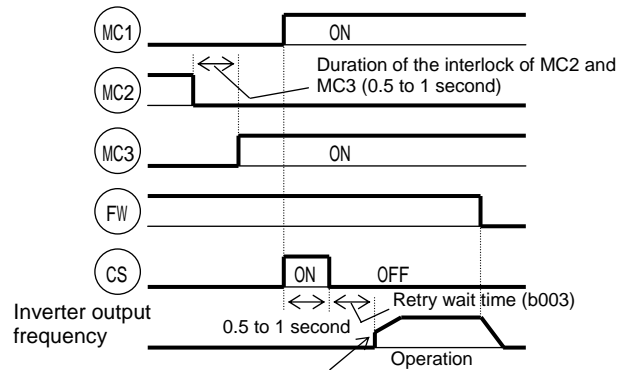 MC1
ON
Duration of the interlock of MC2 and
MC3 (0.5 to 1 second)
MC2
MC3
ON
FW
CS
ON
OFF
Retry wait time (b003)
0.5 to 1 second
Inverter output
frequency
Operation